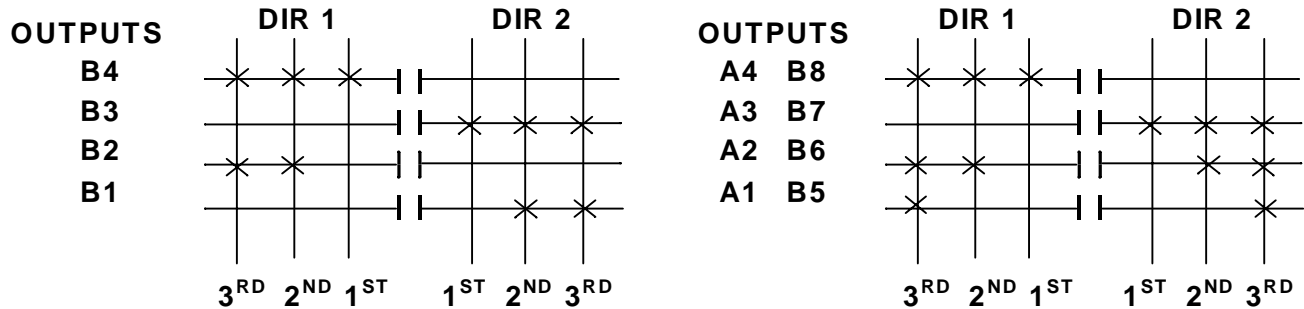 DIR 1 DIR 2 DIR 1 DIR 2
OUTPUTS OUTPUTS
B4 A4 B8
B3 A3 B7
B2 A2 B6
B1 A1 B5
3RD 2ND 1ST 1ST 2ND 3RD 3RD 2ND 1ST 1ST 2ND 3RD